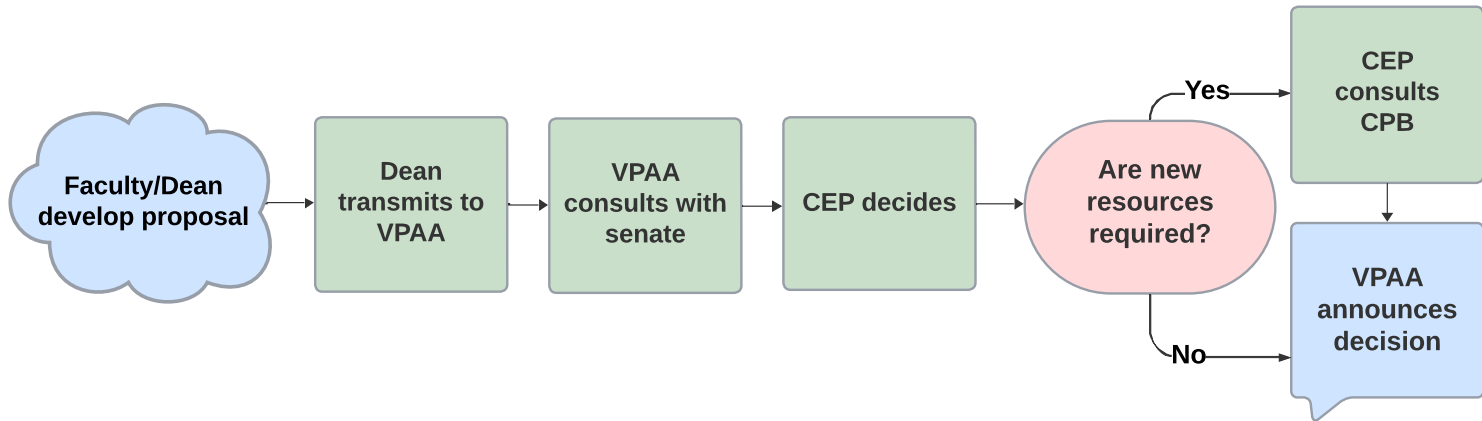 Faculty/Dean
develop proposal
Dean
transmits to
VPAA
VPAA
consults with
senate
CEP decides
Are new
resources
required?
Yes
CEP
consults
CPB
No
VPAA
announces
decision